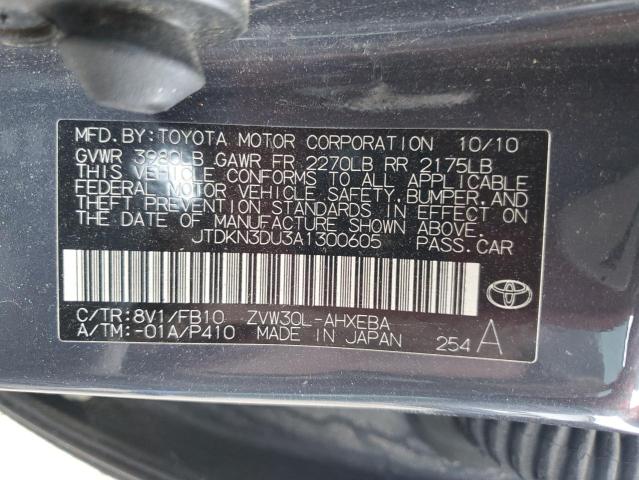 MFD. BY: TOYOTA MOTOR CORPORATION 10/10
GVWR 3980LB GAWR FR 2270LB RR 2175LB
THIS VEHICLE CONFORMS TO ALL APPLICABLE
FEDERAL MOTOR VEHICLE SAFETY, BUMPER, AND
THEFT PREVENTION STANDARDS IN EFFECT ON
THE DATE OF MANUFACTURE SHOWN ABOVE.
JTDKN3DU3A1300605 PASS. CAR
C/TR: 8V1/FB10 ZVW30L-AHXEBA
A/TM: -01A/P410 MADE IN JAPAN 254 A